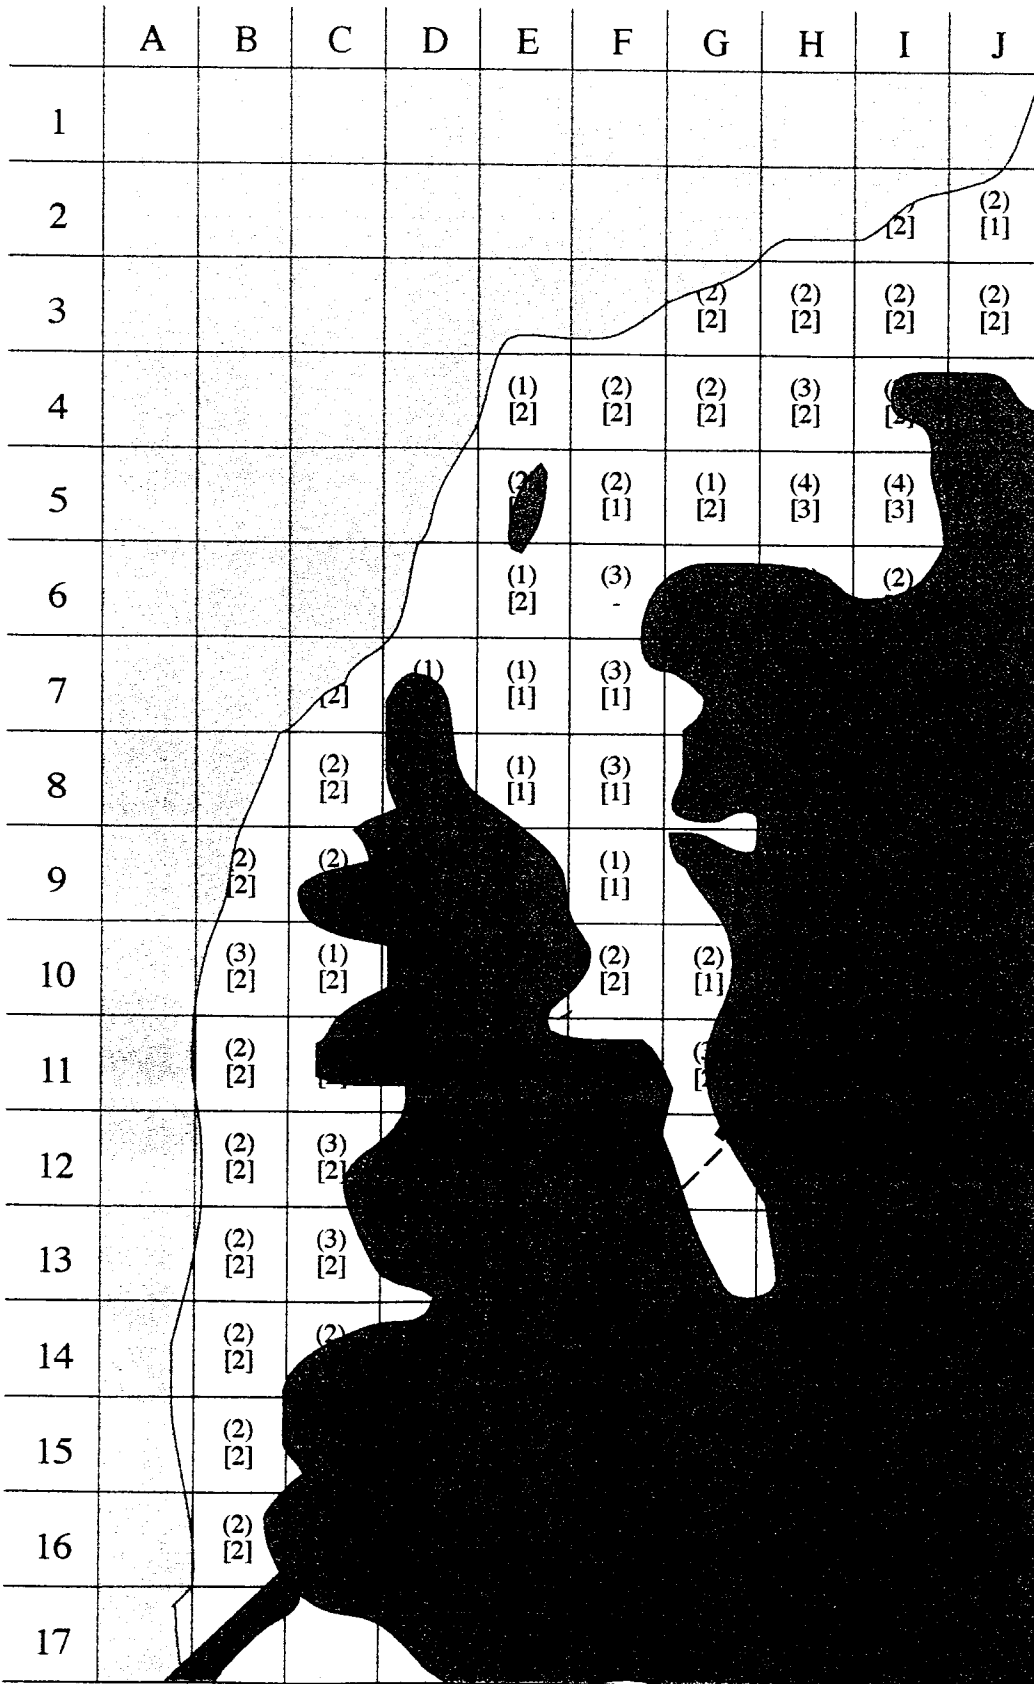 A B C D E F G H I J
1
2
[2] (2)
[1]
3 (2) (2) (2) (2)
[2] [2] [2] [2]
4 (1) (2) (2) (3)
[2] [2] [2] [2]
5 (2) (1) (4) (4)
[1] [2] [3] [3]
6 (1) (3) (2)
[2] -
7 (1) (1) (3)
[2] [1] [1]
8 (2) (1) (3)
[2] [1] [1]
9 (2) (2) (1)
[2] [1]
10 (3) (1) (2) (2)
[2] [2] [2] [1]
11 (2)
[2]
12 (2) (3)
[2] [2]
13 (2) (3)
[2] [2]
14 (2) (2)
[2]
15 (2)
[2]
16 (2)
[2]
17